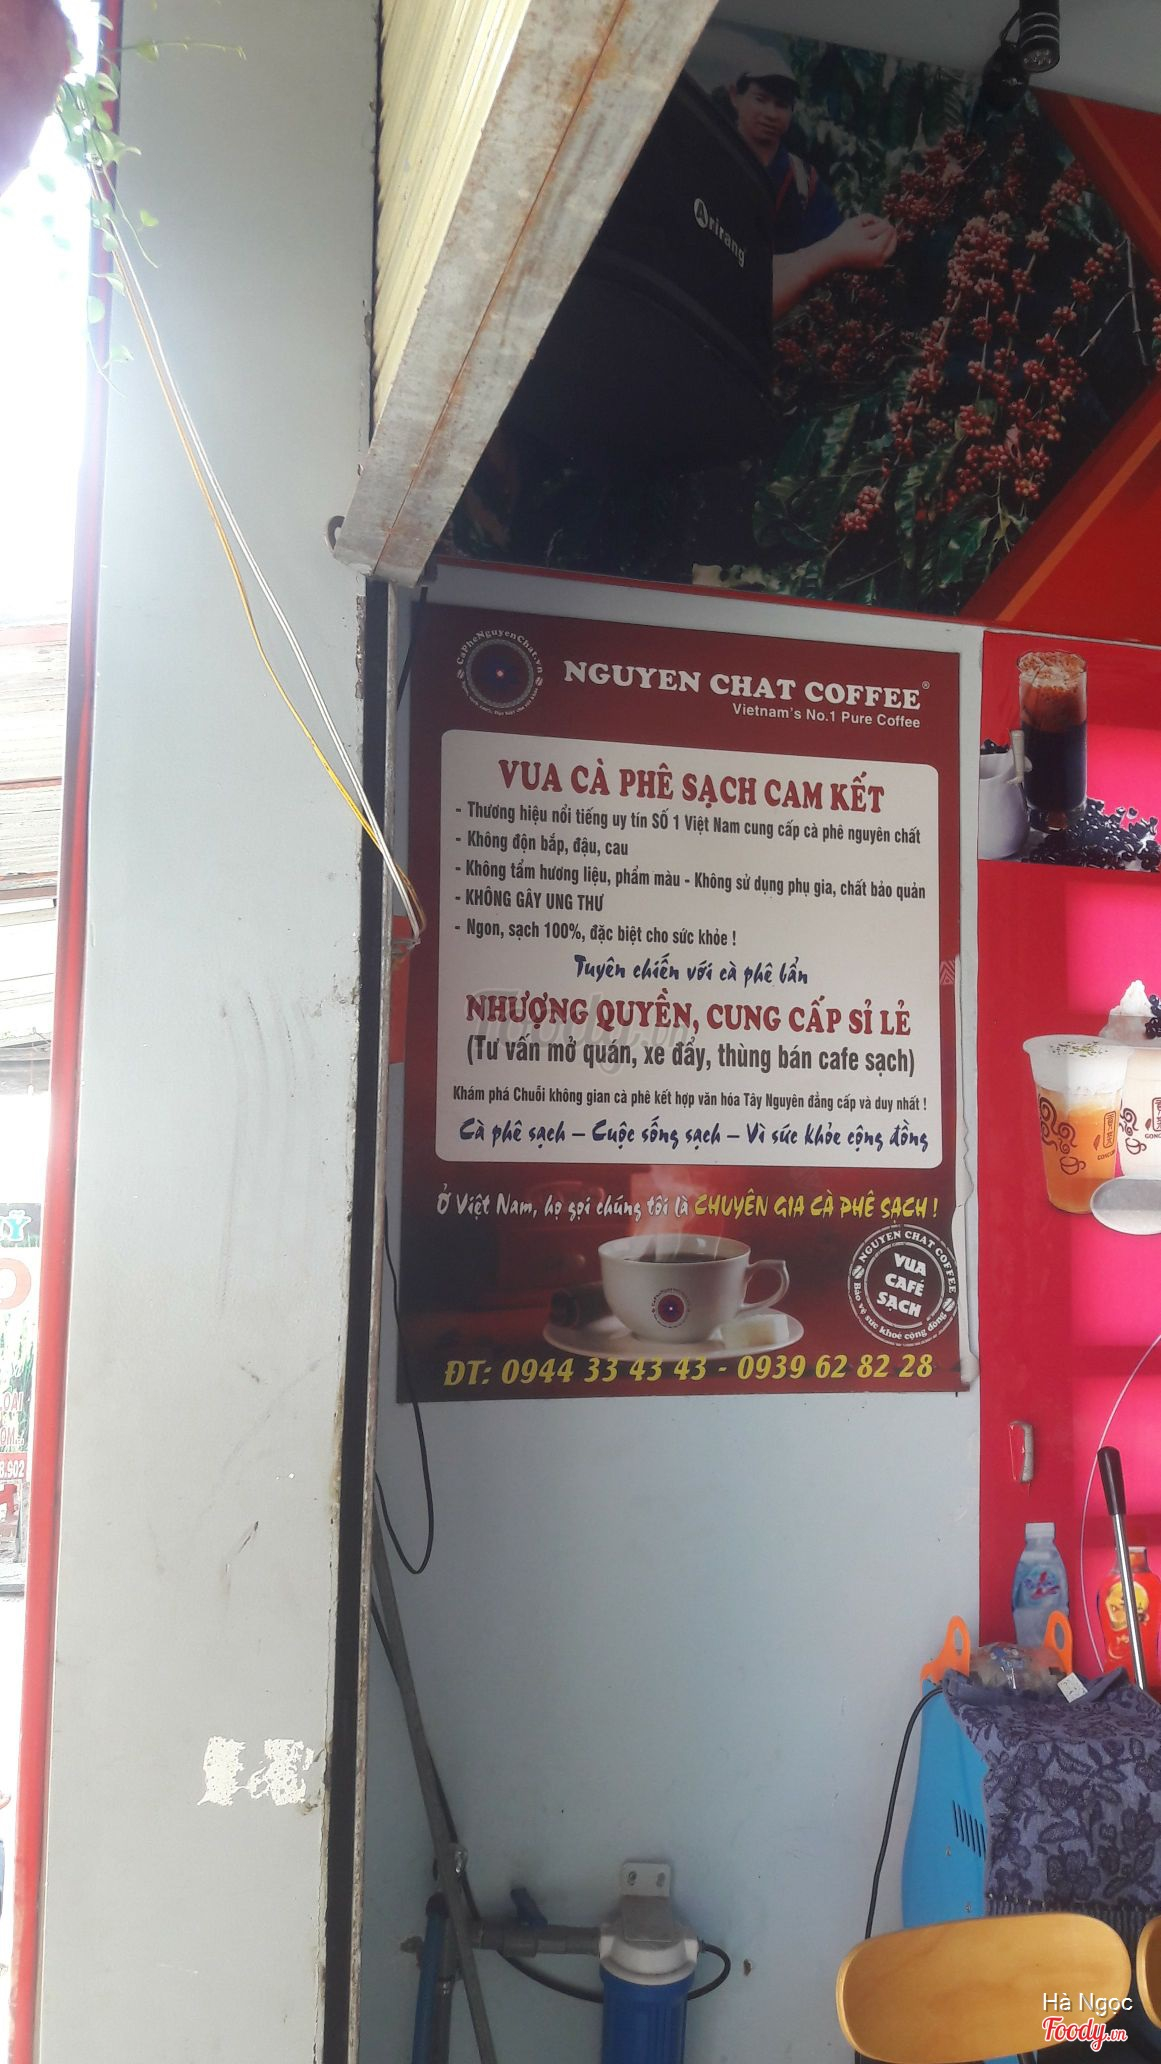 Arirang
CaPheNguyenChat.vn
NGUYEN CHAT COFFEE®
Vietnam's No.1 Pure Coffee
VUA CÀ PHÊ SẠCH CAM KẾT
- Thương hiệu nổi tiếng uy tín SỐ 1 Việt Nam cung cấp cà phê nguyên chất
- Không độn bắp, đậu, cau
- Không tẩm hương liệu, phẩm màu - Không sử dụng phụ gia, chất bảo quản
- KHÔNG GÂY UNG THƯ
- Ngon, sạch 100%, đặc biệt cho sức khỏe !
Tuyên chiến với cà phê bẩn
NHƯỢNG QUYỀN, CUNG CẤP SỈ LẺ
(Tư vấn mở quán, xe đẩy, thùng bán cafe sạch)
Khám phá Chuỗi không gian cà phê kết hợp văn hóa Tây Nguyên đẳng cấp và duy nhất !
Cà phê sạch – Cuộc sống sạch – Vì sức khỏe cộng đồng
Ở Việt Nam, họ gọi chúng tôi là CHUYÊN GIA CÀ PHÊ SẠCH !
NGUYEN CHAT COFFEE
VUA
CAFÉ
SẠCH
Bảo vệ sức khoẻ cộng đồng
ĐT: 0944 33 43 43 - 0939 62 82 28
8.902
Hà Ngọc
Foody.vn